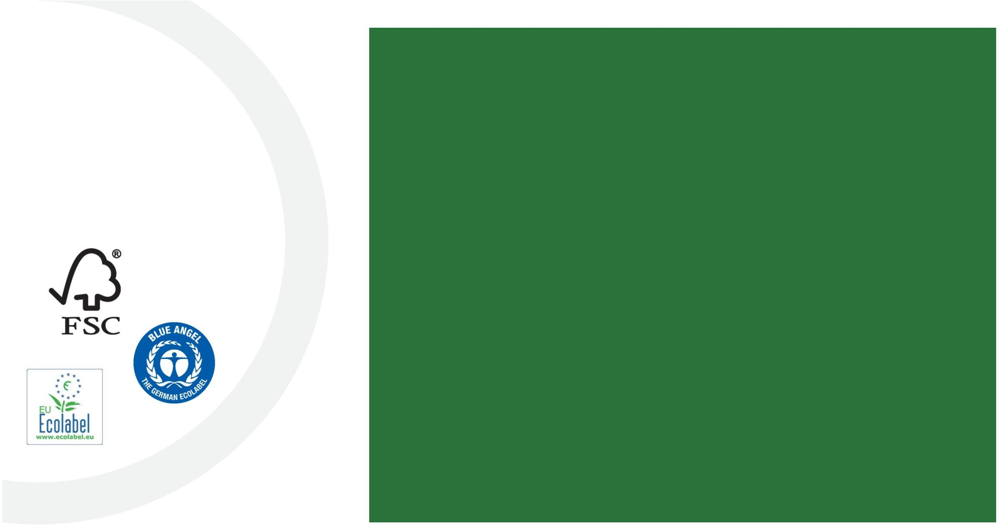 ®
FSC
BLUE ANGEL
THE GERMAN ECOLABEL
EU
Ecolabel
www.ecolabel.eu